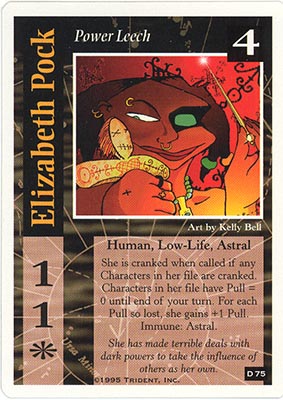 Elizabeth Pock
Power Leech
4
Art by Kelly Bell
Human, Low-Life, Astral
She is cranked when called if any
Characters in her file are cranked.
Characters in her file have Pull =
0 until end of your turn. For each
Pull so lost, she gains +1 Pull.
Immune: Astral.
She has made terrible deals with
dark powers to take the influence of
others as her own.
1
1
*
©1995 TRIDENT, INC.
D 75